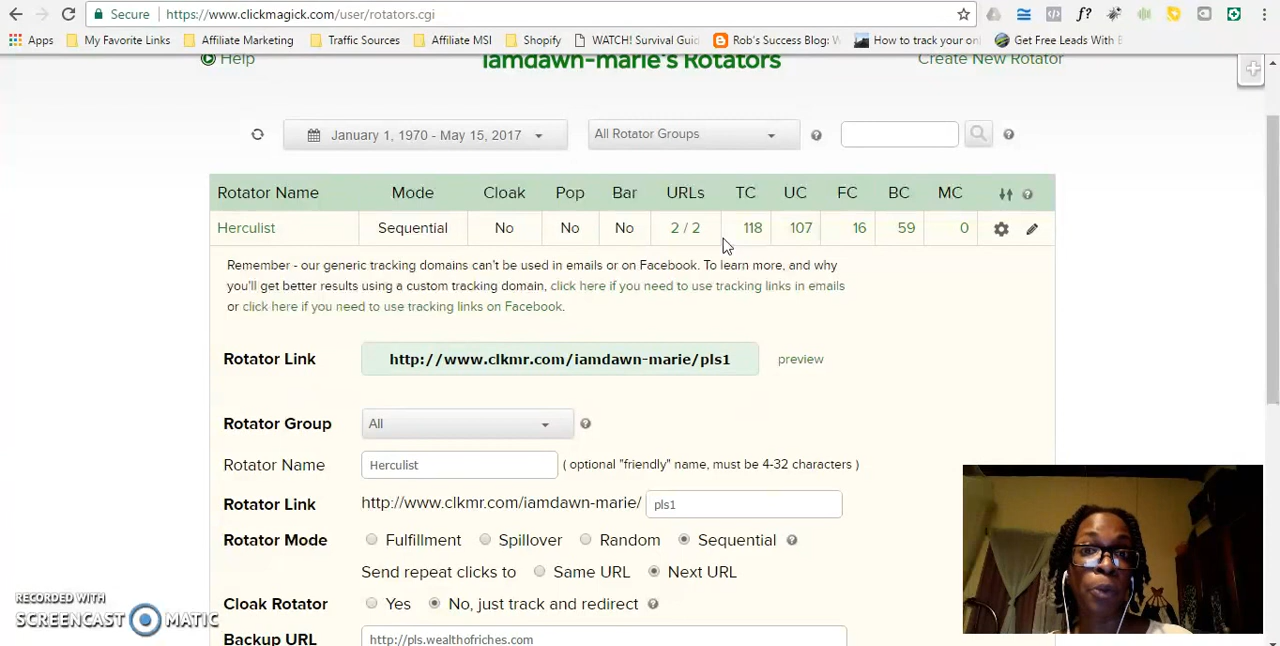 Secure https://www.clickmagick.com/user/rotators.cgi
Apps My Favorite Links Affiliate Marketing Traffic Sources Affiliate MSI Shopify WATCH! Survival Guid Rob's Success Blog: W How to track your onl Get Free Leads With E
Help iamdawn-marie's Rotators Create New Rotator
January 1, 1970 - May 15, 2017 All Rotator Groups
Rotator Name Mode Cloak Pop Bar URLs TC UC FC BC MC
Herculist Sequential No No No 2 / 2 118 107 16 59 0
Remember - our generic tracking domains can't be used in emails or on Facebook. To learn more, and why
you'll get better results using a custom tracking domain, click here if you need to use tracking links in emails
or click here if you need to use tracking links on Facebook.
Rotator Link http://www.clkmr.com/iamdawn-marie/pls1 preview
Rotator Group All
Rotator Name Herculist ( optional "friendly" name, must be 4-32 characters )
Rotator Link http://www.clkmr.com/iamdawn-marie/ pls1
Rotator Mode Fulfillment Spillover Random Sequential
Send repeat clicks to Same URL Next URL
Cloak Rotator Yes No, just track and redirect
Backup URL http://pls.wealthofriches.com
RECORDED WITH
SCREENCAST MATIC